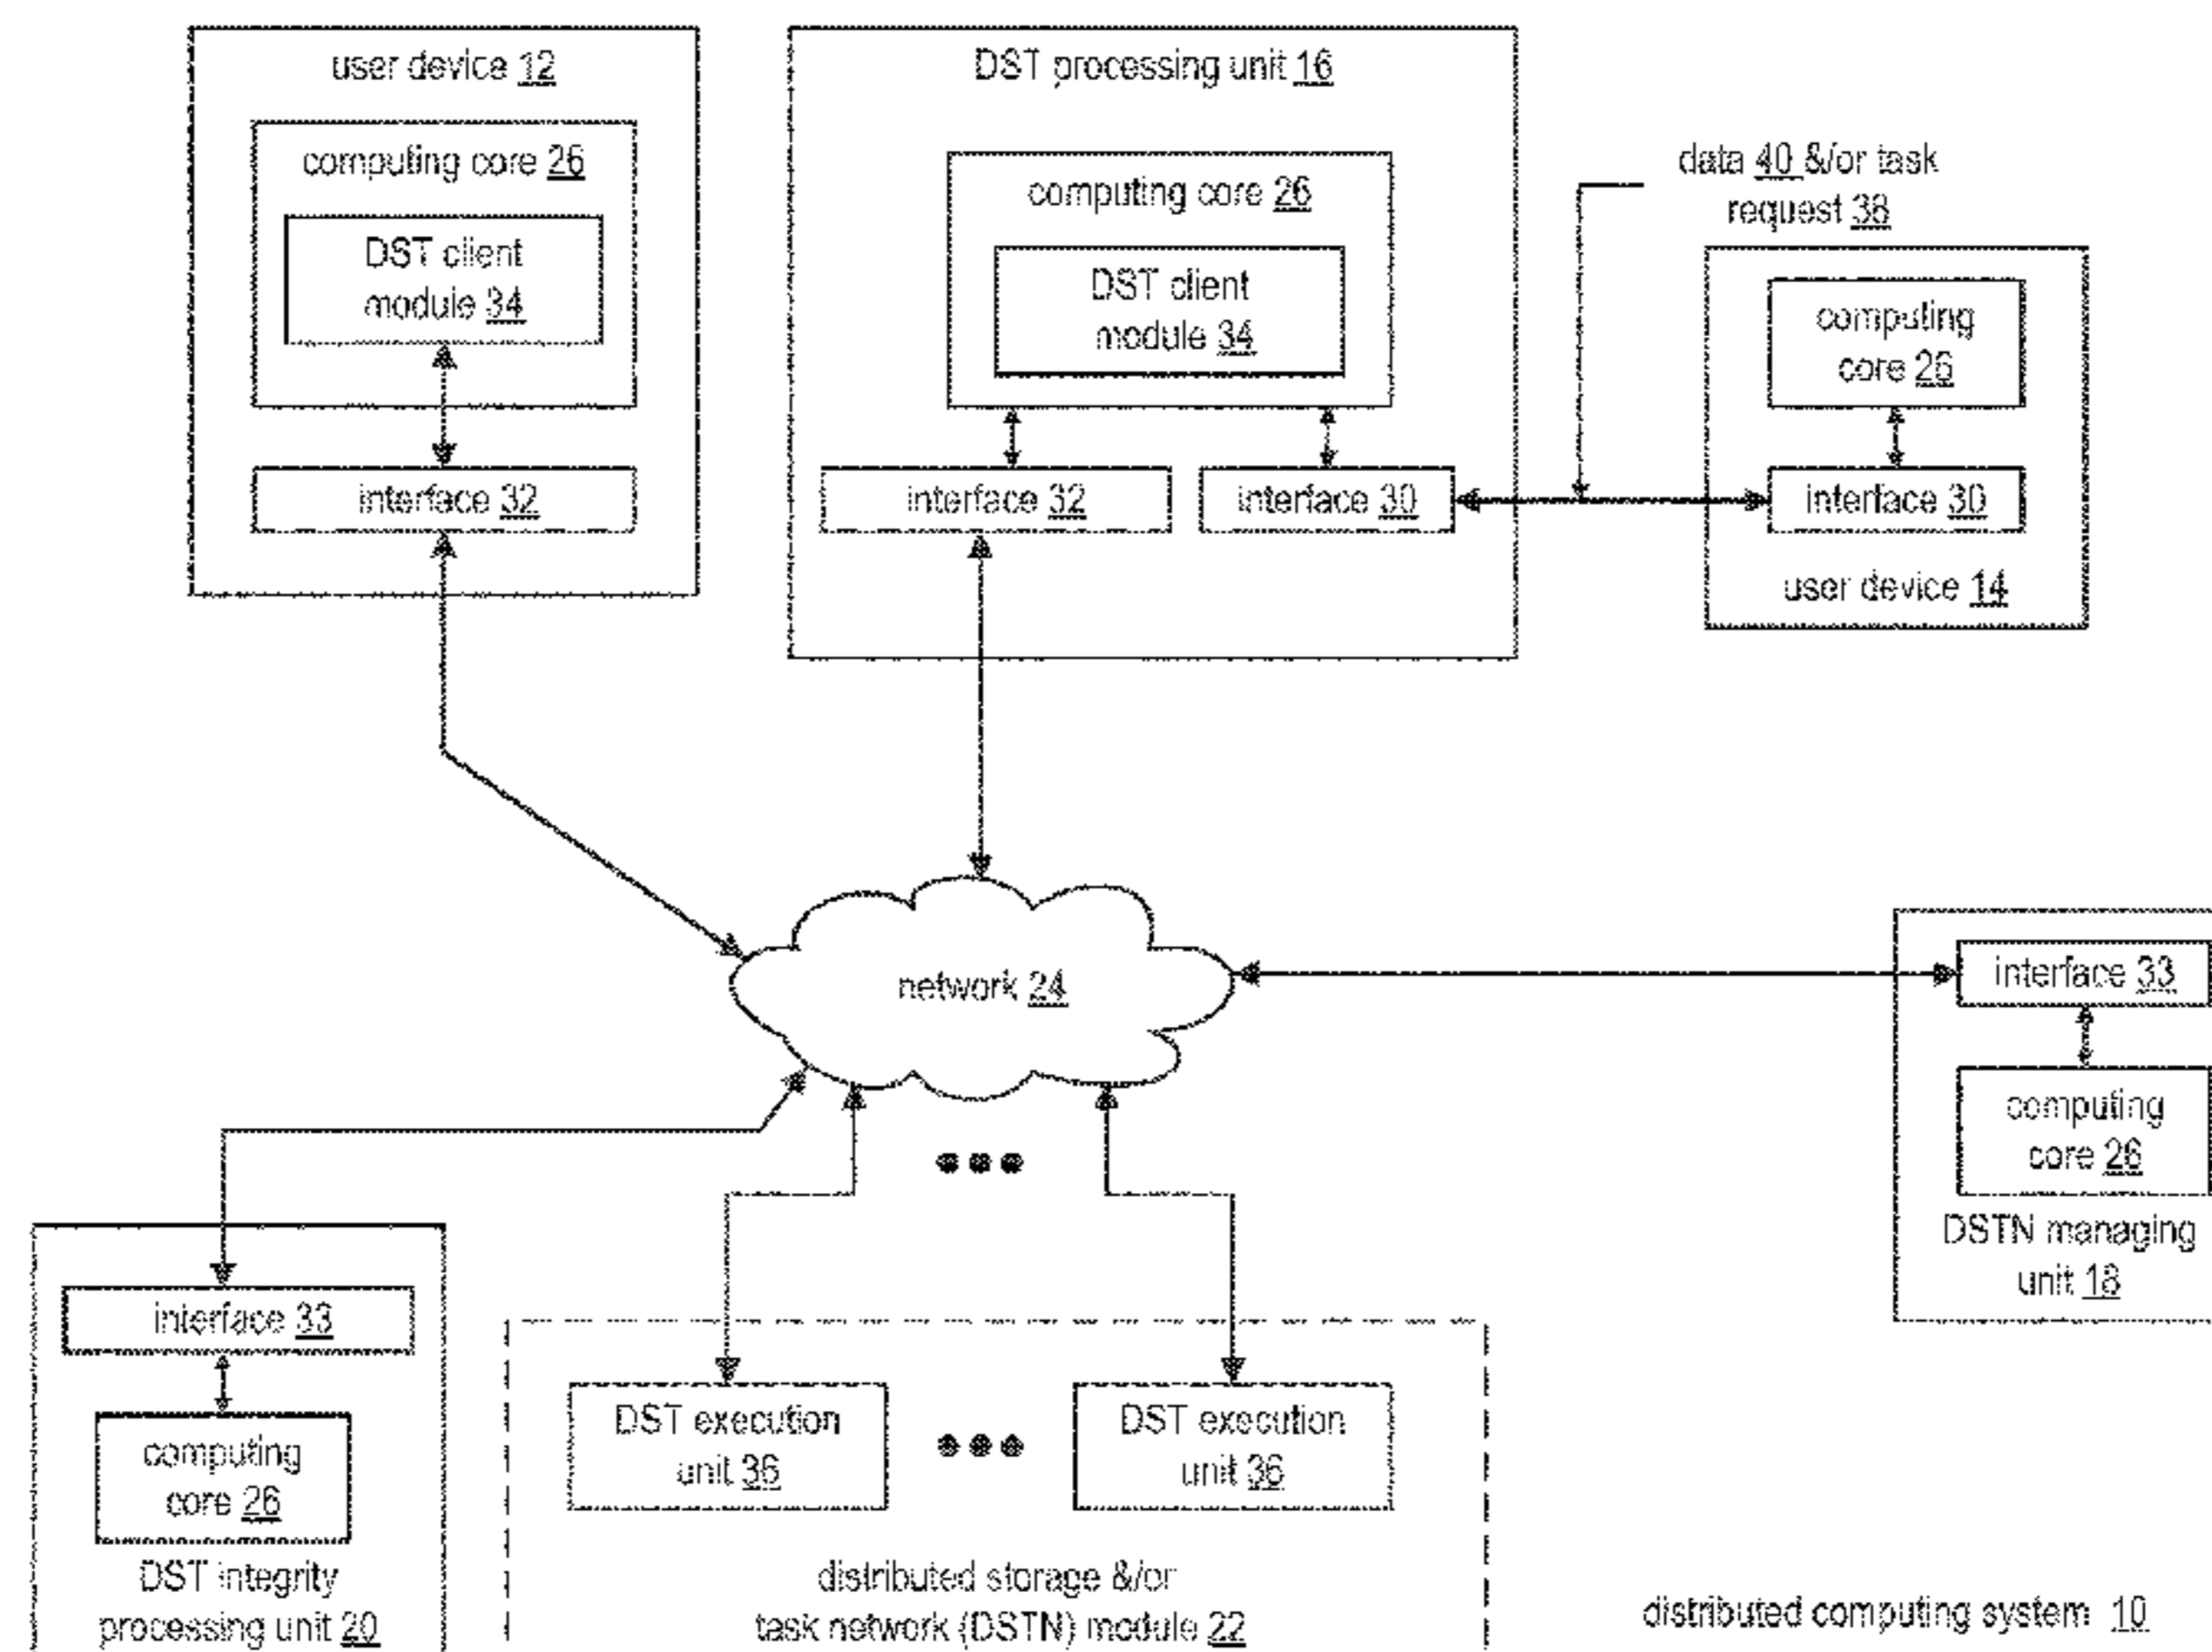 user device 12
computing core 26
DST client
module 34
interface 32
DST processing unit 16
computing core 26
DST client
module 34
interface 32
interface 30
data 40 &/or task
request 38
computing
core 26
interface 30
user device 14
network 24
interface 33
computing
core 26
DSTN managing
unit 18
interface 33
computing
core 26
DST integrity
processing unit 20
DST execution
unit 36
DST execution
unit 36
distributed storage &/or
task network (DSTN) module 22
distributed computing system 10